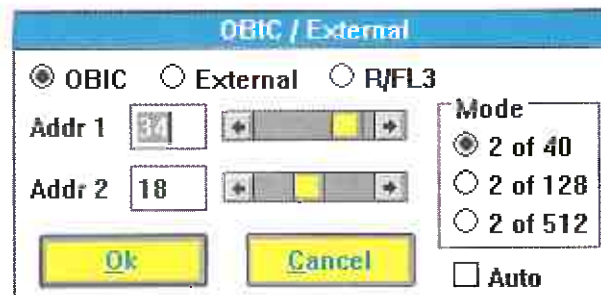 OBIC / External
OBIC External R/FL3
Addr 1 34
Addr 2 18
Mode
2 of 40
2 of 128
2 of 512
Ok Cancel
Auto